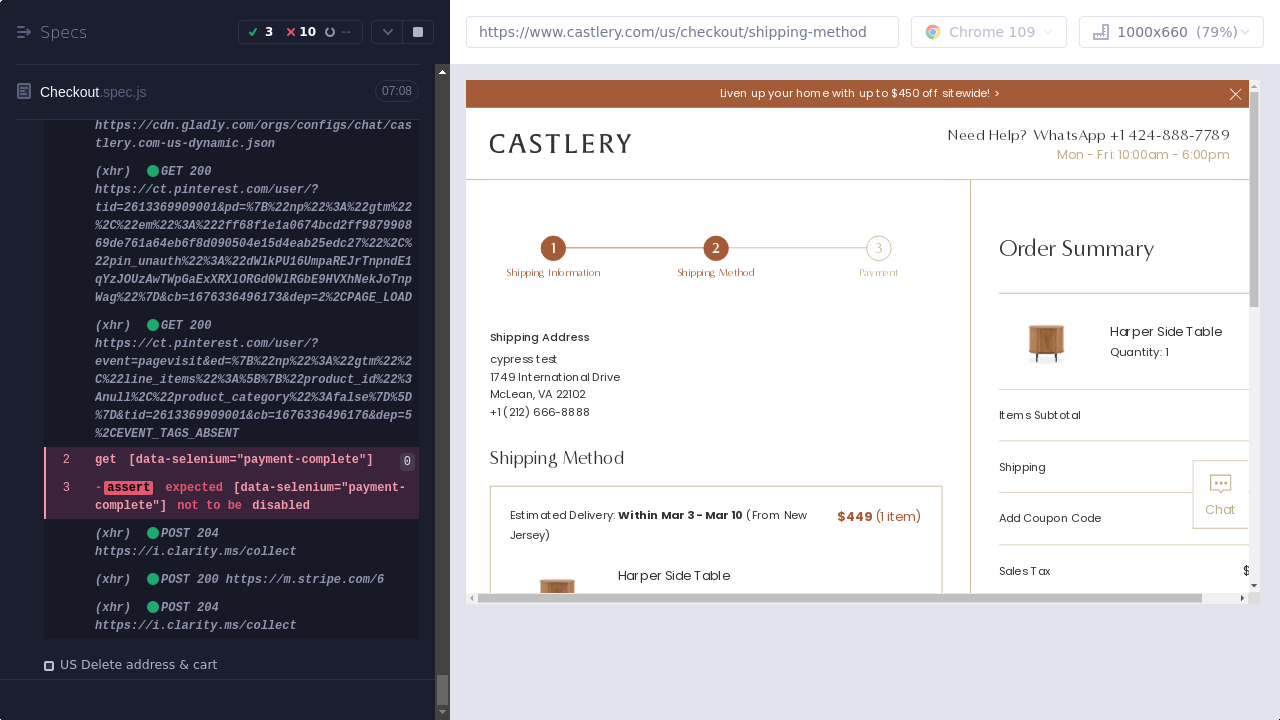 Specs
3
10
--
Checkout.spec.js
07:08
https://cdn.gladly.com/orgs/configs/chat/cas
tlery.com-us-dynamic.json
(xhr) GET 200
https://ct.pinterest.com/user/?
tid=2613369909001&pd=%7B%22np%22%3A%22gtm%22
%2C%22em%22%3A%222ff68f1e1a0674bcd2ff9879908
69de761a64eb6f8d090504e15d4eab25edc27%22%2C%
22pin_unauth%22%3A%22dWlkPU16UmpaREJrTnpndE1
qYzJOUzAwTWpGaExXRXlORGd0WlRGbE9HVXhNekJoTnp
Wag%22%7D&cb=1676336496173&dep=2%2CPAGE_LOAD
(xhr) GET 200
https://ct.pinterest.com/user/?
event=pagevisit&ed=%7B%22np%22%3A%22gtm%22%2
C%22line_items%22%3A%5B%7B%22product_id%22%3
Anull%2C%22product_category%22%3Afalse%7D%5D
%7D&tid=2613369909001&cb=1676336496176&dep=5
%2CEVENT_TAGS_ABSENT
2 get [data-selenium="payment-complete"] 0
3 -assert expected [data-selenium="payment-
complete"] not to be disabled
(xhr) POST 204
https://i.clarity.ms/collect
(xhr) POST 200 https://m.stripe.com/6
(xhr) POST 204
https://i.clarity.ms/collect
US Delete address & cart
https://www.castlery.com/us/checkout/shipping-method
Chrome 109
1000x660 (79%)
Liven up your home with up to $450 off sitewide! >
CASTLERY
Need Help? WhatsApp +1 424-888-7789
Mon - Fri: 10:00am - 6:00pm
1
2
3
Shipping Information
Shipping Method
Payment
Shipping Address
cypress test
1749 International Drive
McLean, VA 22102
+1 (212) 666-8888
Shipping Method
Estimated Delivery: Within Mar 3 - Mar 10 (From New
Jersey)
$449 (1 item)
Harper Side Table
Order Summary
Harper Side Table
Quantity: 1
Items Subtotal
Shipping
Add Coupon Code
Sales Tax
$
Chat